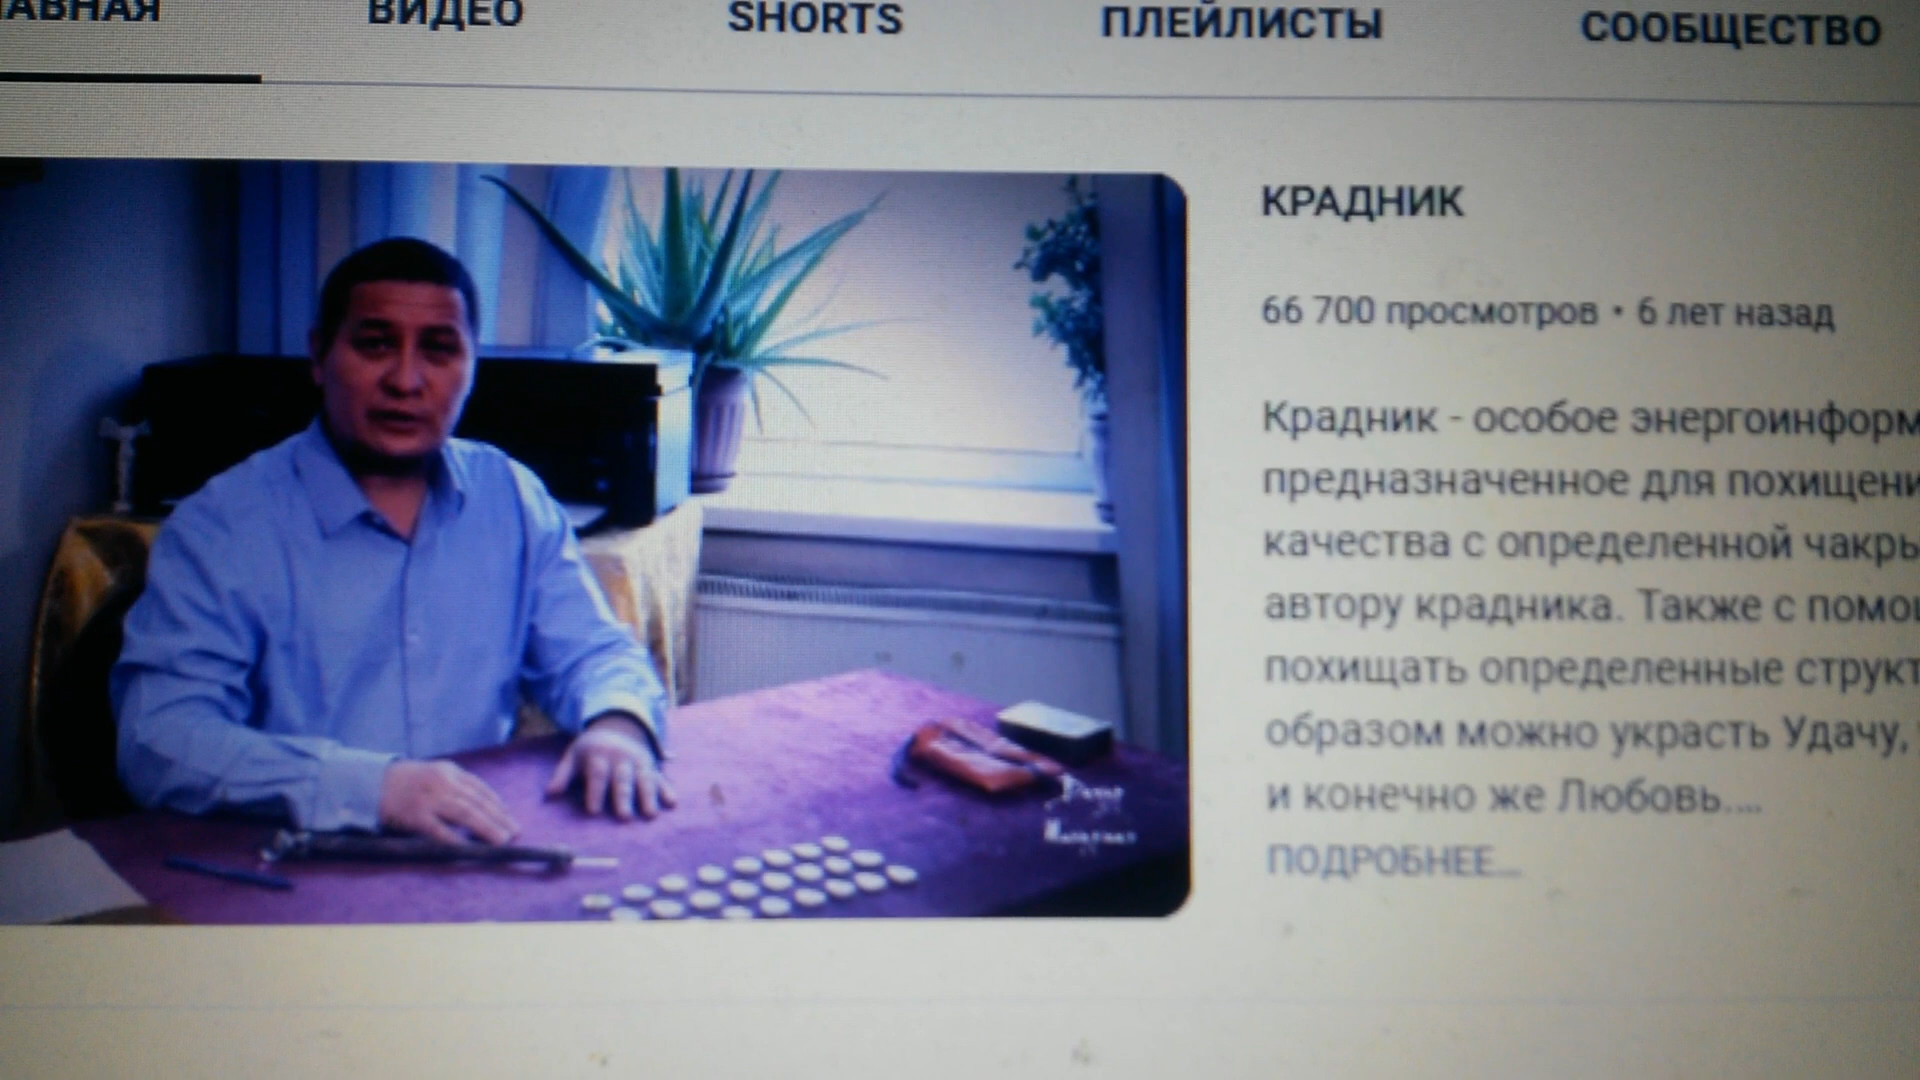 ВИДЕО
SHORTS
ПЛЕЙЛИСТЫ
СООБЩЕСТВО
КРАДНИК
66 700 просмотров • 6 лет назад
Крадник - особое энергоинформ
предназначенное для похищени
качества с определенной чакры
автору крадника. Также с помо
похищать определенные структ
образом можно украсть Удачу,
и конечно же Любовь....
ПОДРОБНЕЕ...